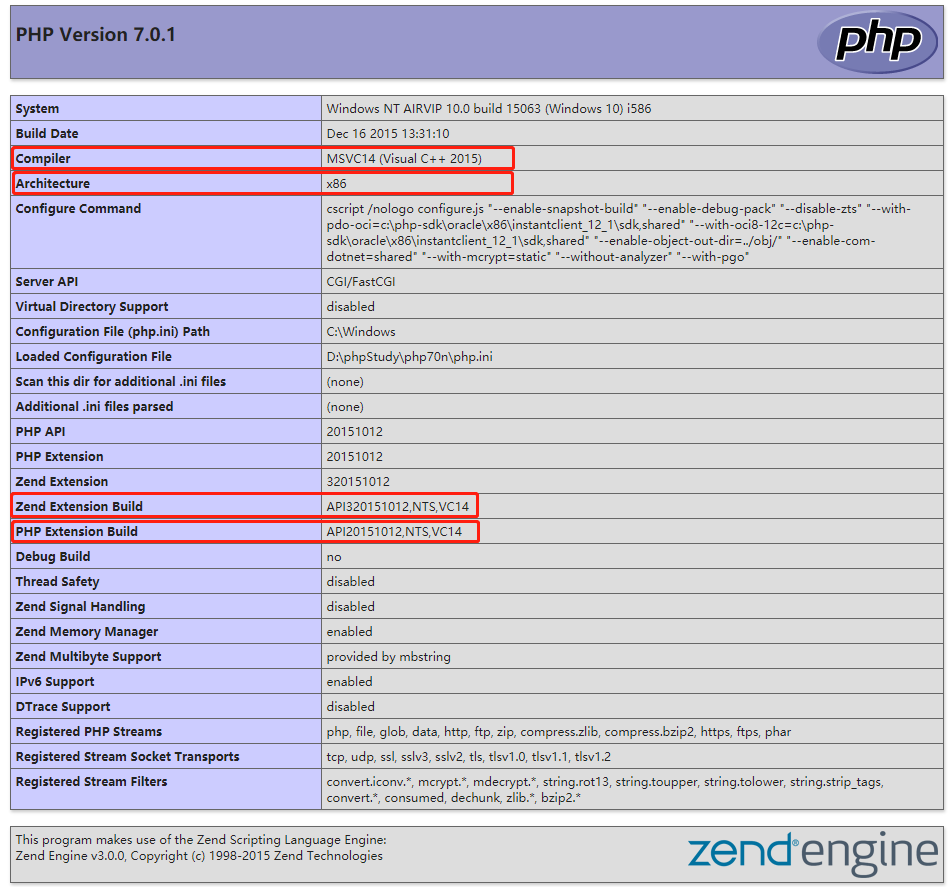 PHP Version 7.0.1
php
System Windows NT AIRVIP 10.0 build 15063 (Windows 10) i586
Build Date Dec 16 2015 13:31:10
Compiler MSVC14 (Visual C++ 2015)
Architecture x86
Configure Command cscript /nologo configure.js "--enable-snapshot-build" "--enable-debug-pack" "--disable-zts" "--with-
pdo-oci=c:\php-sdk\oracle\x86\instantclient_12_1\sdk,shared" "--with-oci8-12c=c:\php-
sdk\oracle\x86\instantclient_12_1\sdk,shared" "--enable-object-out-dir=../obj/" "--enable-com-
dotnet=shared" "--with-mcrypt=static" "--without-analyzer" "--with-pgo"
Server API CGI/FastCGI
Virtual Directory Support disabled
Configuration File (php.ini) Path C:\Windows
Loaded Configuration File D:\phpStudy\php70n\php.ini
Scan this dir for additional .ini files (none)
Additional .ini files parsed (none)
PHP API 20151012
PHP Extension 20151012
Zend Extension 320151012
Zend Extension Build API320151012,NTS,VC14
PHP Extension Build API20151012,NTS,VC14
Debug Build no
Thread Safety disabled
Zend Signal Handling disabled
Zend Memory Manager enabled
Zend Multibyte Support provided by mbstring
IPv6 Support enabled
DTrace Support disabled
Registered PHP Streams php, file, glob, data, http, ftp, zip, compress.zlib, compress.bzip2, https, ftps, phar
Registered Stream Socket Transports tcp, udp, ssl, sslv3, sslv2, tls, tlsv1.0, tlsv1.1, tlsv1.2
Registered Stream Filters convert.iconv.*, mcrypt.*, mdecrypt.*, string.rot13, string.toupper, string.tolower, string.strip_tags,
convert.*, consumed, dechunk, zlib.*, bzip2.*
This program makes use of the Zend Scripting Language Engine:
Zend Engine v3.0.0, Copyright (c) 1998-2015 Zend Technologies
zend®engine